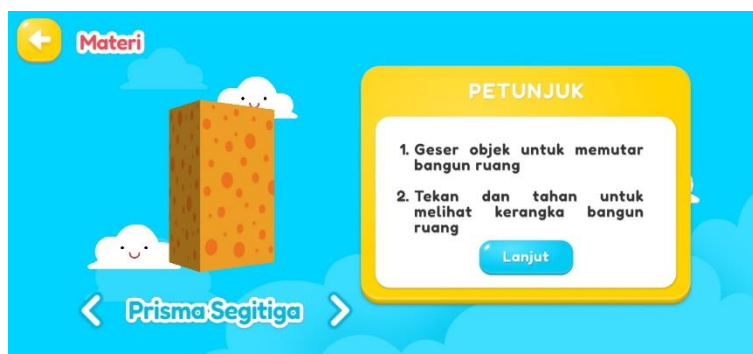 Materi
PETUNJUK
1. Geser objek untuk memutar
bangun ruang
2. Tekan dan tahan untuk
melihat kerangka bangun
ruang
Lanjut
Prisma Segitiga